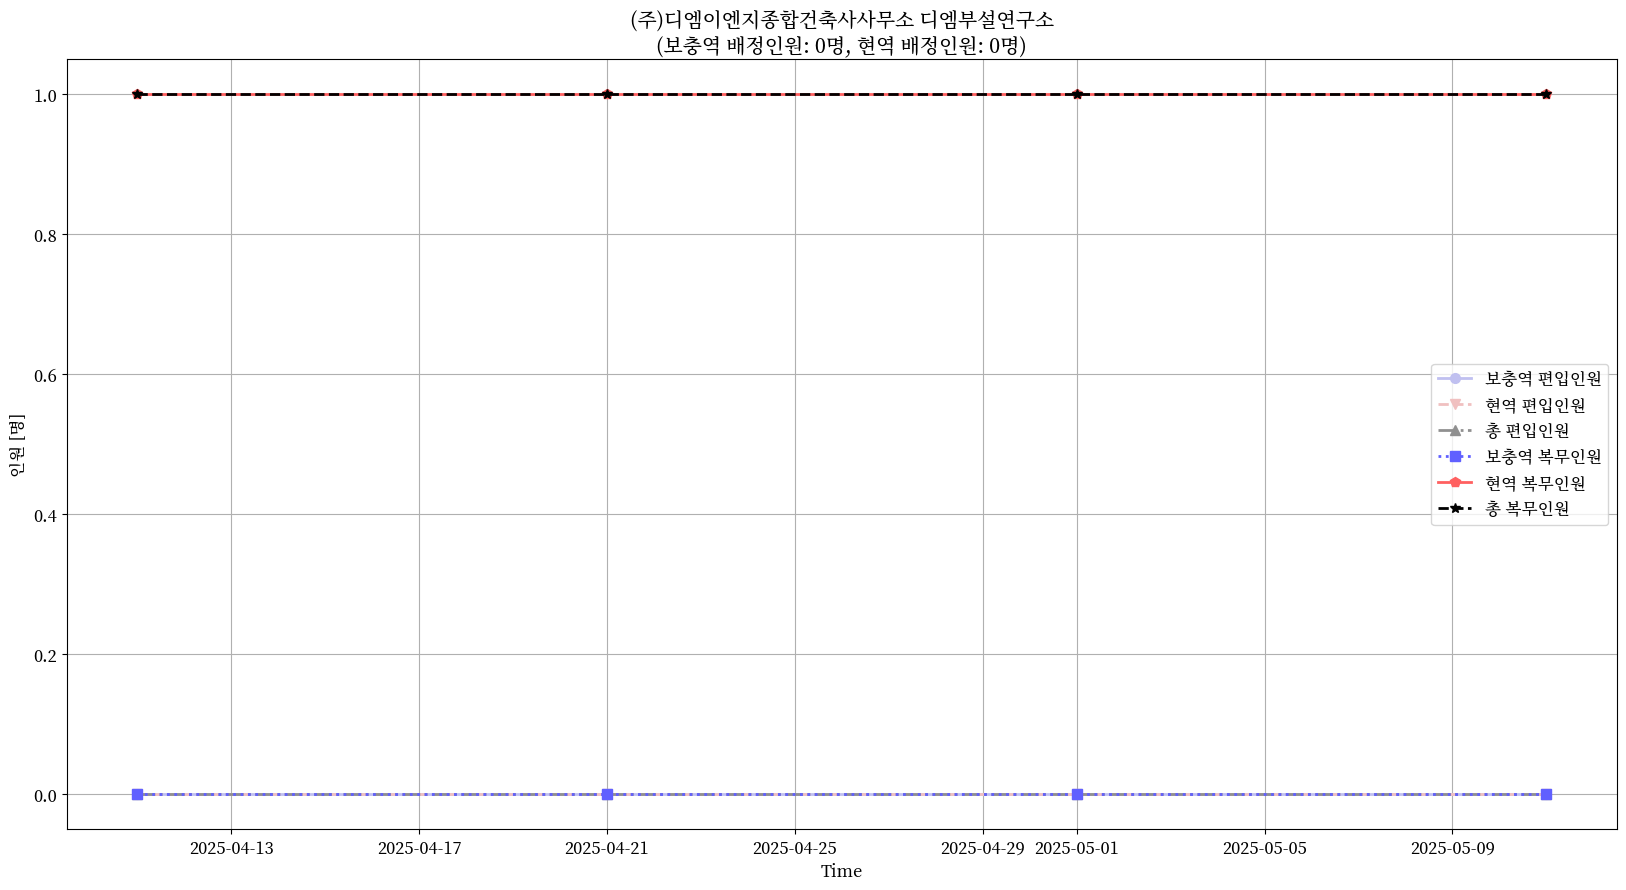 (주)디엠이엔지종합건축사사무소 디엠부설연구소
(보충역 배정인원: 0명, 현역 배정인원: 0명)
1.0
0.8
0.6
0.4
0.2
0.0
인원 [명]
보충역 편입인원
현역 편입인원
총 편입인원
보충역 복무인원
현역 복무인원
총 복무인원
2025-04-13 2025-04-17 2025-04-21 2025-04-25 2025-04-29 2025-05-01 2025-05-05 2025-05-09
Time